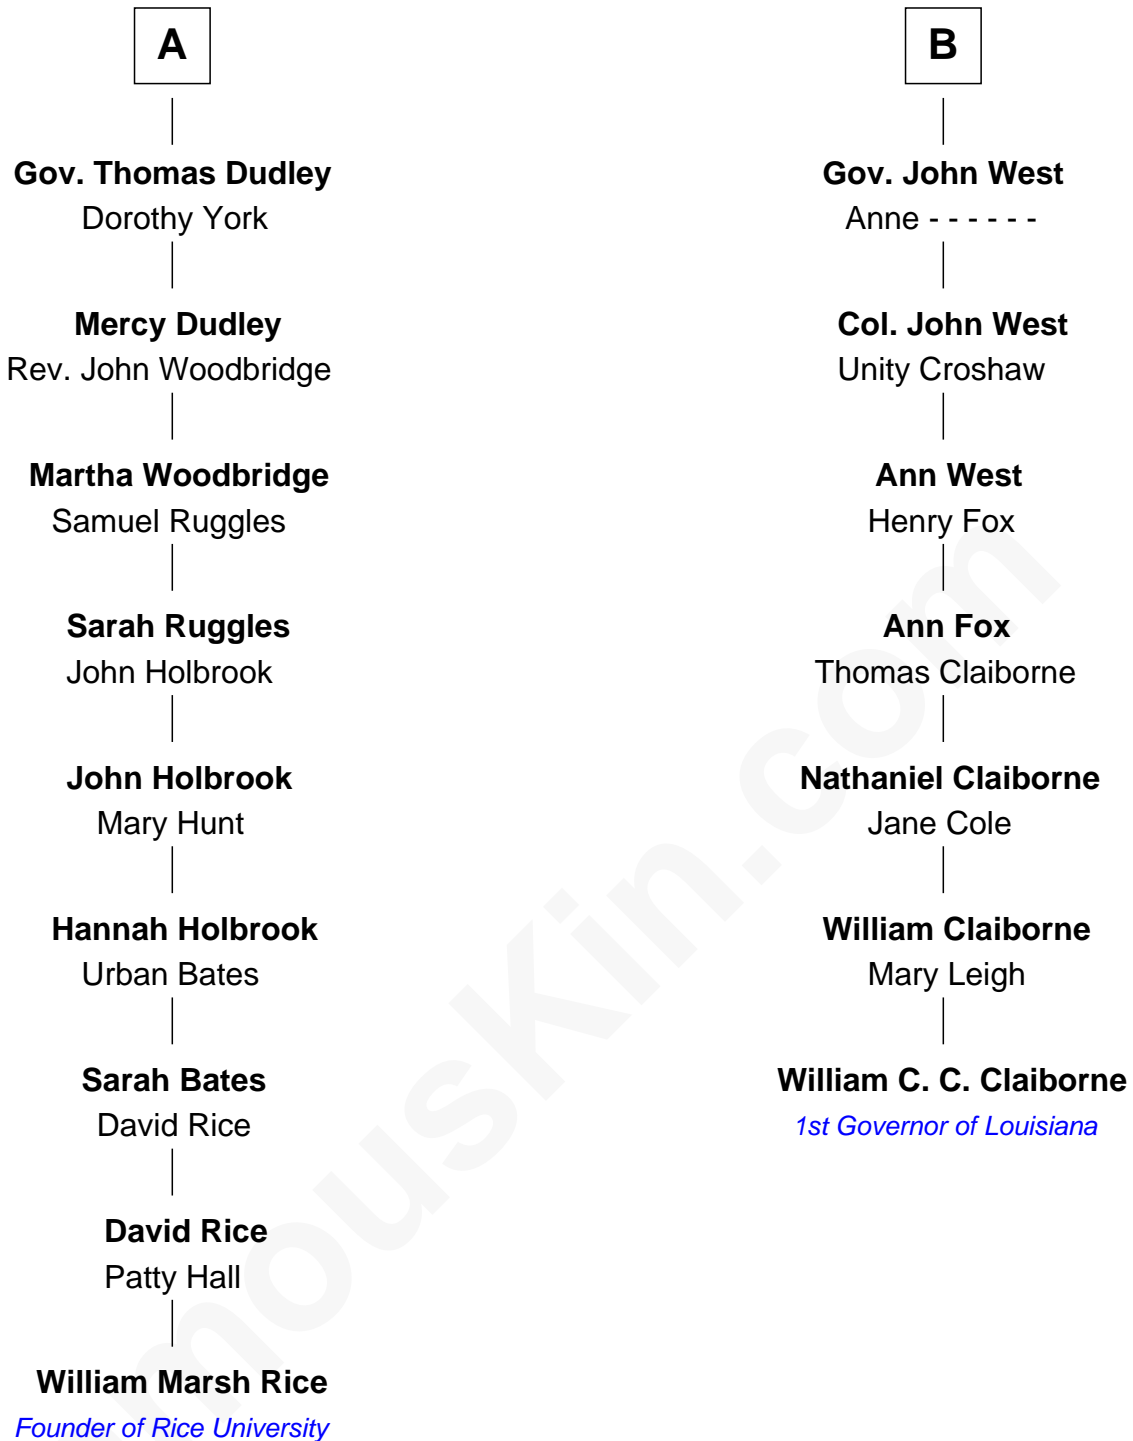 A
Gov. Thomas Dudley
Dorothy York
Mercy Dudley
Rev. John Woodbridge
Martha Woodbridge
Samuel Ruggles
Sarah Ruggles
John Holbrook
John Holbrook
Mary Hunt
Hannah Holbrook
Urban Bates
Sarah Bates
David Rice
David Rice
Patty Hall
William Marsh Rice
Founder of Rice University
B
Gov. John West
Anne - - - - - -
Col. John West
Unity Croshaw
Ann West
Henry Fox
Ann Fox
Thomas Claiborne
Nathaniel Claiborne
Jane Cole
William Claiborne
Mary Leigh
William C. C. Claiborne
1st Governor of Louisiana
mouskin.com